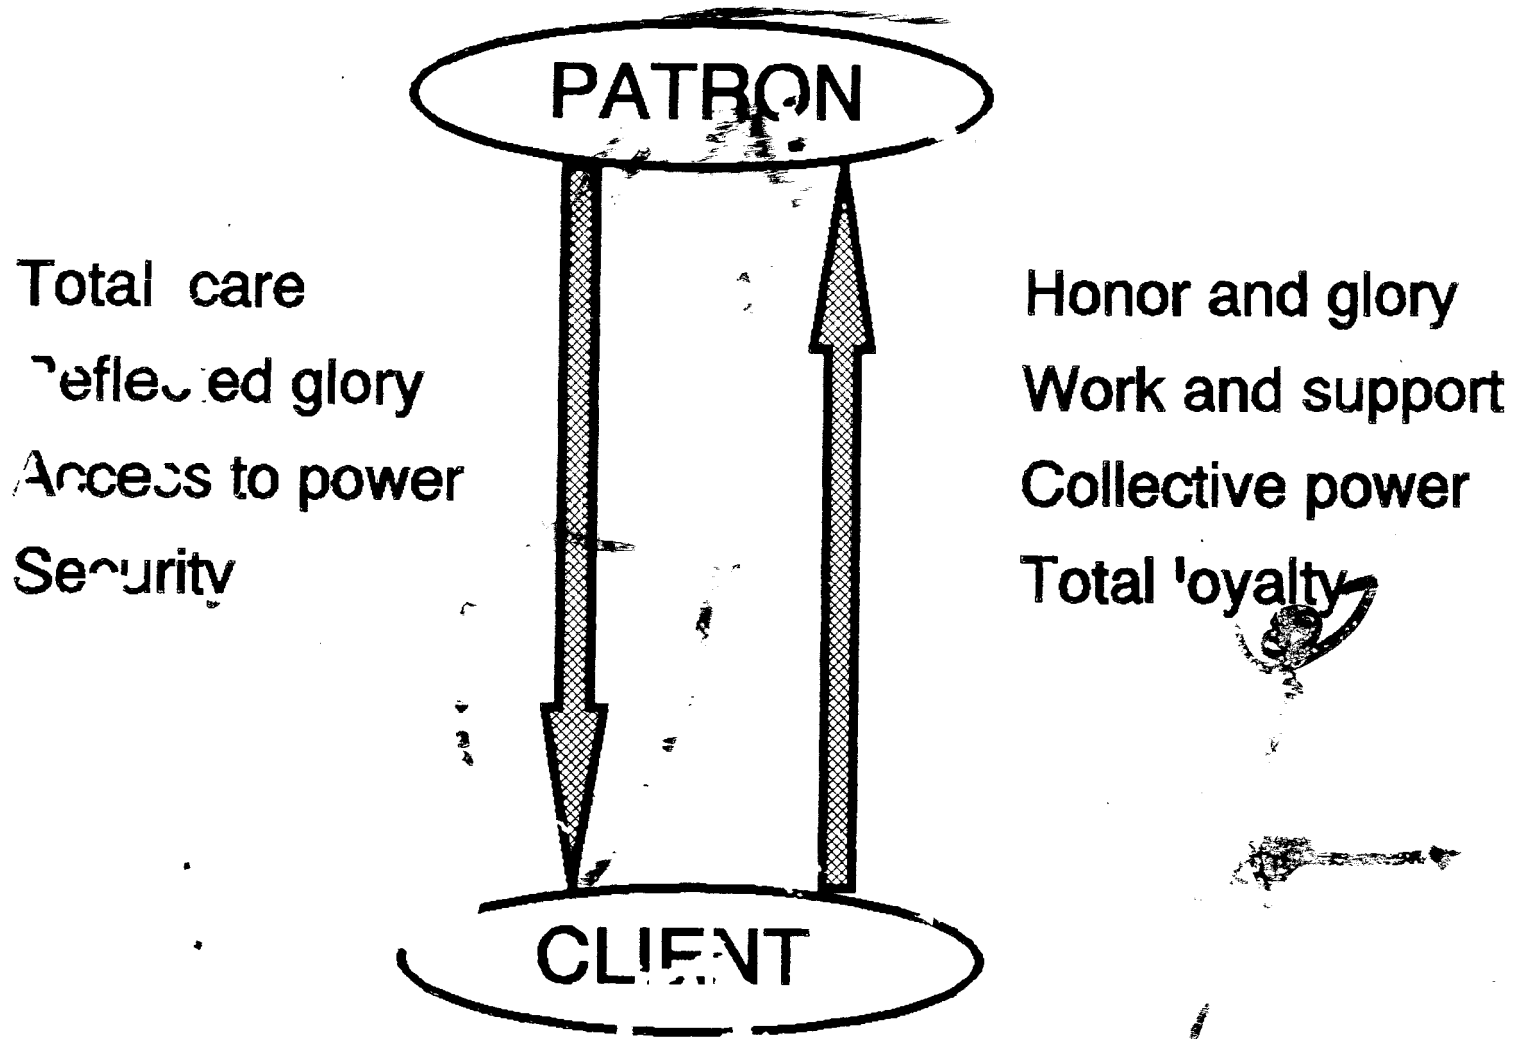 PATRON
Total care
Reflected glory
Access to power
Security
Honor and glory
Work and support
Collective power
Total loyalty
CLIENT